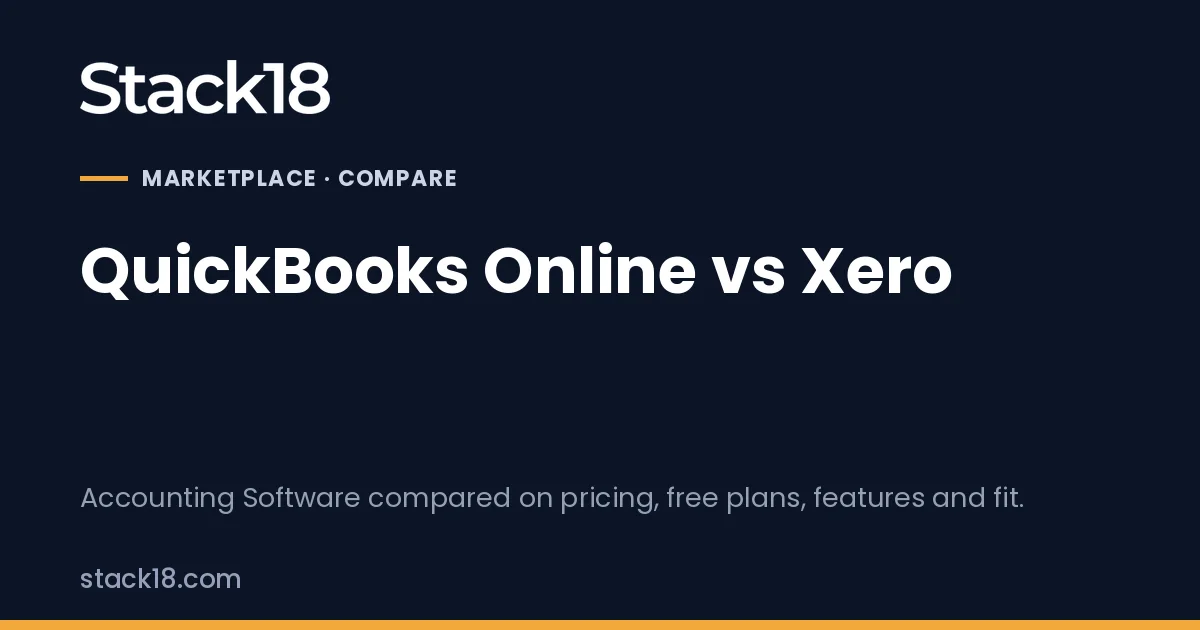 Stack18
MARKETPLACE · COMPARE
QuickBooks Online vs Xero
Accounting Software compared on pricing, free plans, features and fit.
stack18.com